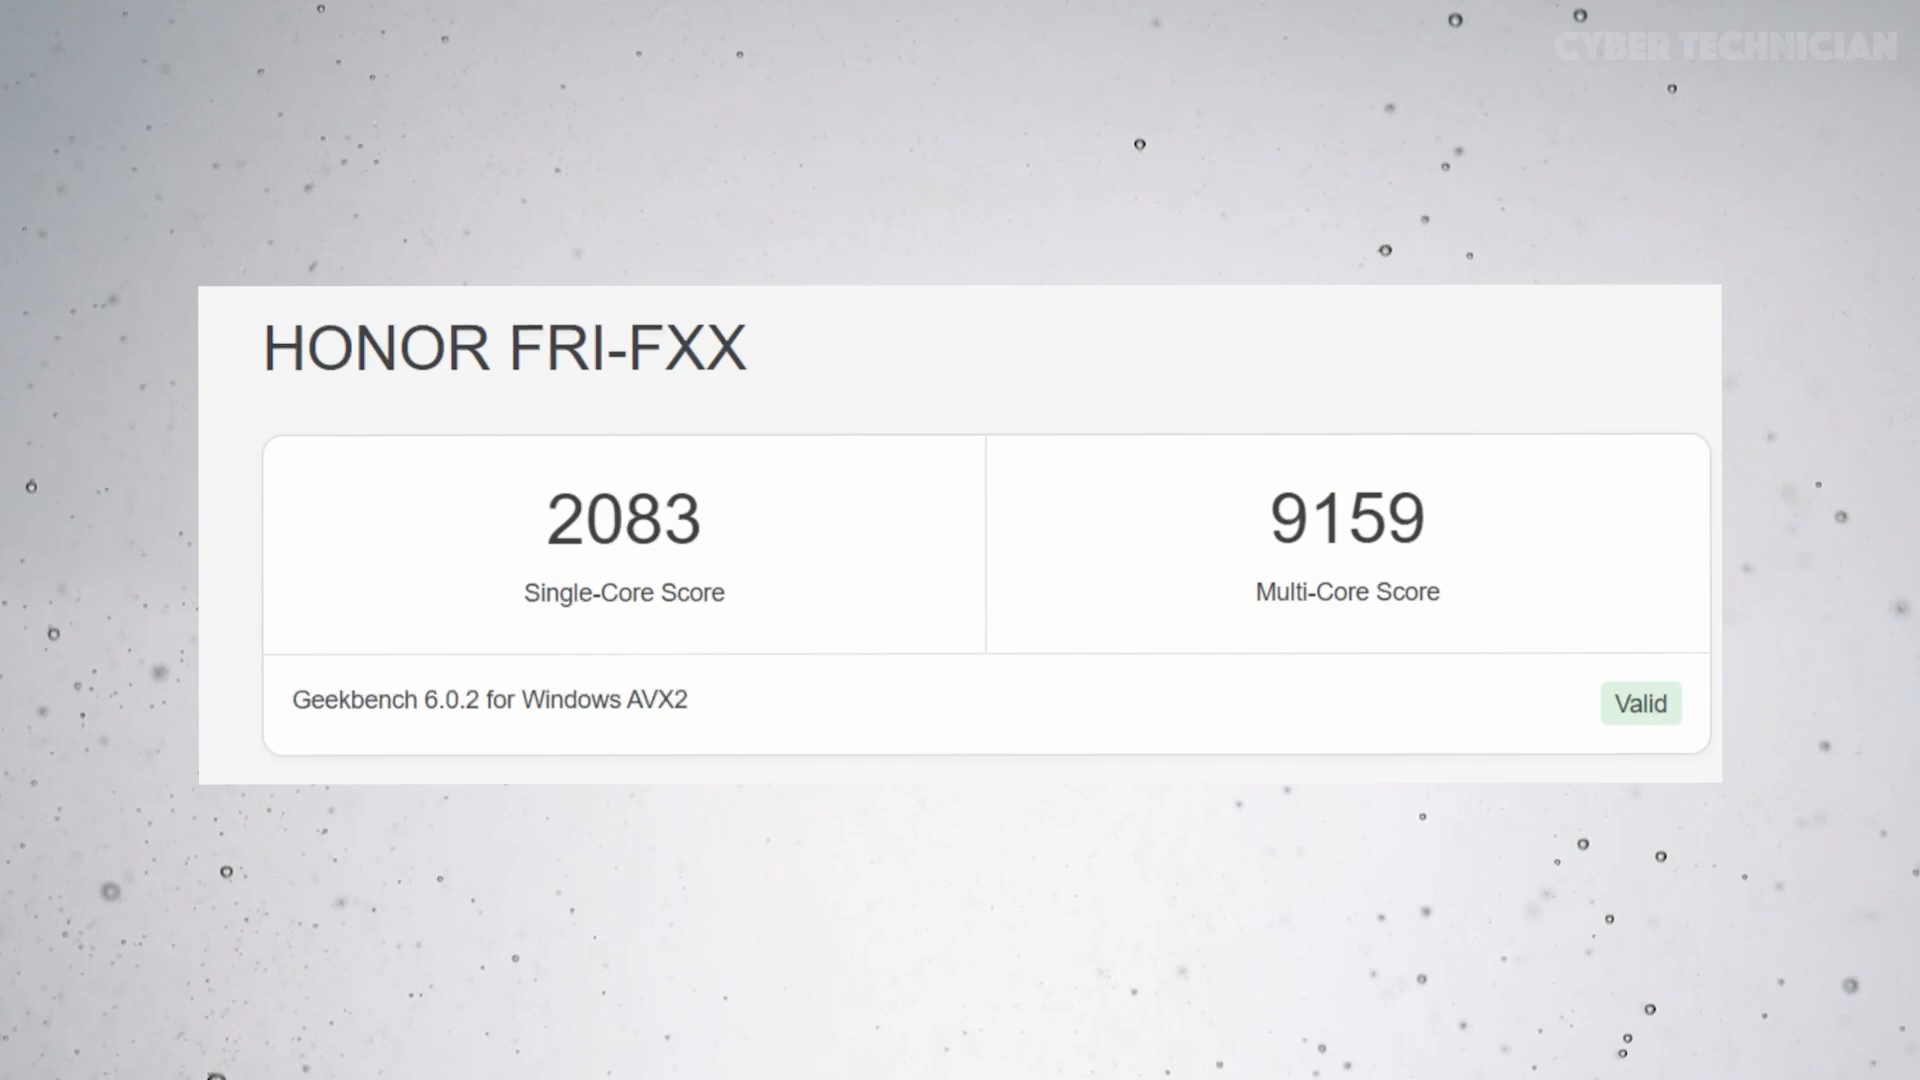 CYBER TECHNICIAN
HONOR FRI-FXX
2083
Single-Core Score
9159
Multi-Core Score
Geekbench 6.0.2 for Windows AVX2
Valid